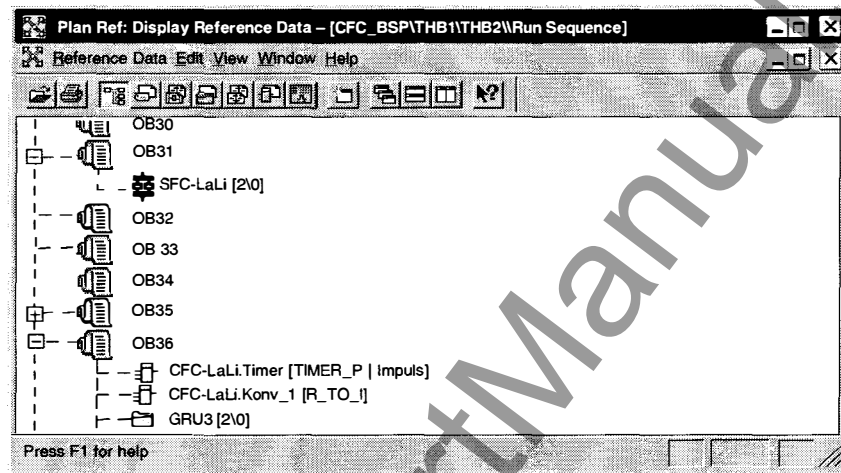 Plan Ref: Display Reference Data – [CFC_BSP\THB1\THB2\\Run Sequence]
Reference Data Edit View Window Help
OB30
OB31
SFC-LaLi [2\0]
OB32
OB 33
OB34
OB35
OB36
CFC-LaLi.Timer [TIMER_P | Impuls]
CFC-LaLi.Konv_1 [R_TO_I]
GRU3 [2\0]
Press F1 for help